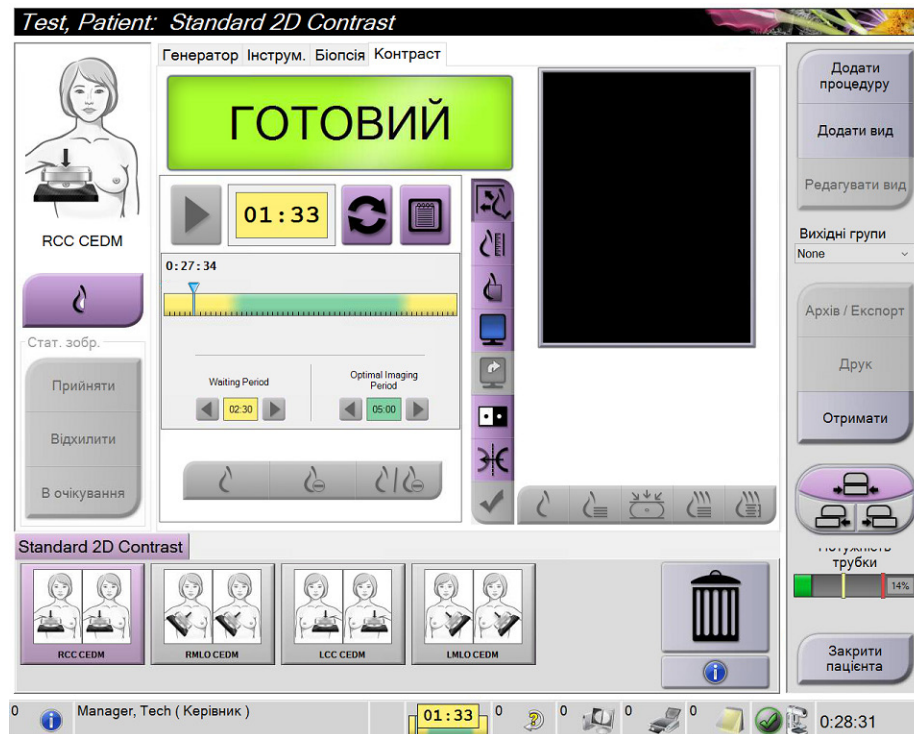 Test, Patient: Standard 2D Contrast
Генератор Інструм. Біопсія Контраст
ГОТОВИЙ
RCC CEDM
01:33
0:27:34
Waiting Period
Optimal Imaging
Period
02:30
05:00
Стат. зобр.
Прийняти
Відхилити
В очікування
Додати
процедуру
Додати вид
Редагувати вид
Вихідні групи
None
Архів / Експорт
Друк
Отримати
Потужність
трубки
14%
Закрити
пацієнта
Standard 2D Contrast
RCC CEDM
RMLO CEDM
LCC CEDM
LMLO CEDM
0
Manager, Tech ( Керівник )
01:33
0
0
0
0
0:28:31